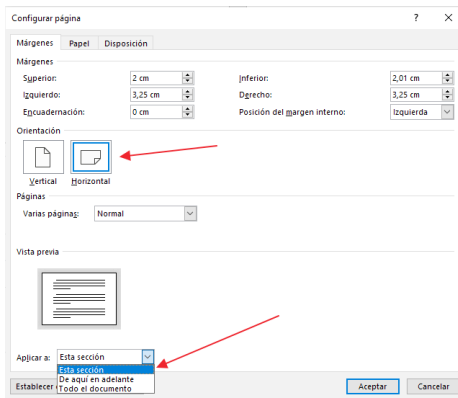 Configurar página ? ×
Márgenes Papel Disposición
Márgenes
Superior: 2 cm Inferior: 2,01 cm
Izquierdo: 3,25 cm Derecho: 3,25 cm
Encuadernación: 0 cm Posición del margen interno: Izquierda
Orientación
Vertical Horizontal
Páginas
Varias páginas: Normal
Vista previa
Aplicar a: Esta sección
Esta sección
De aquí en adelante
Todo el documento
Establecer Aceptar Cancelar